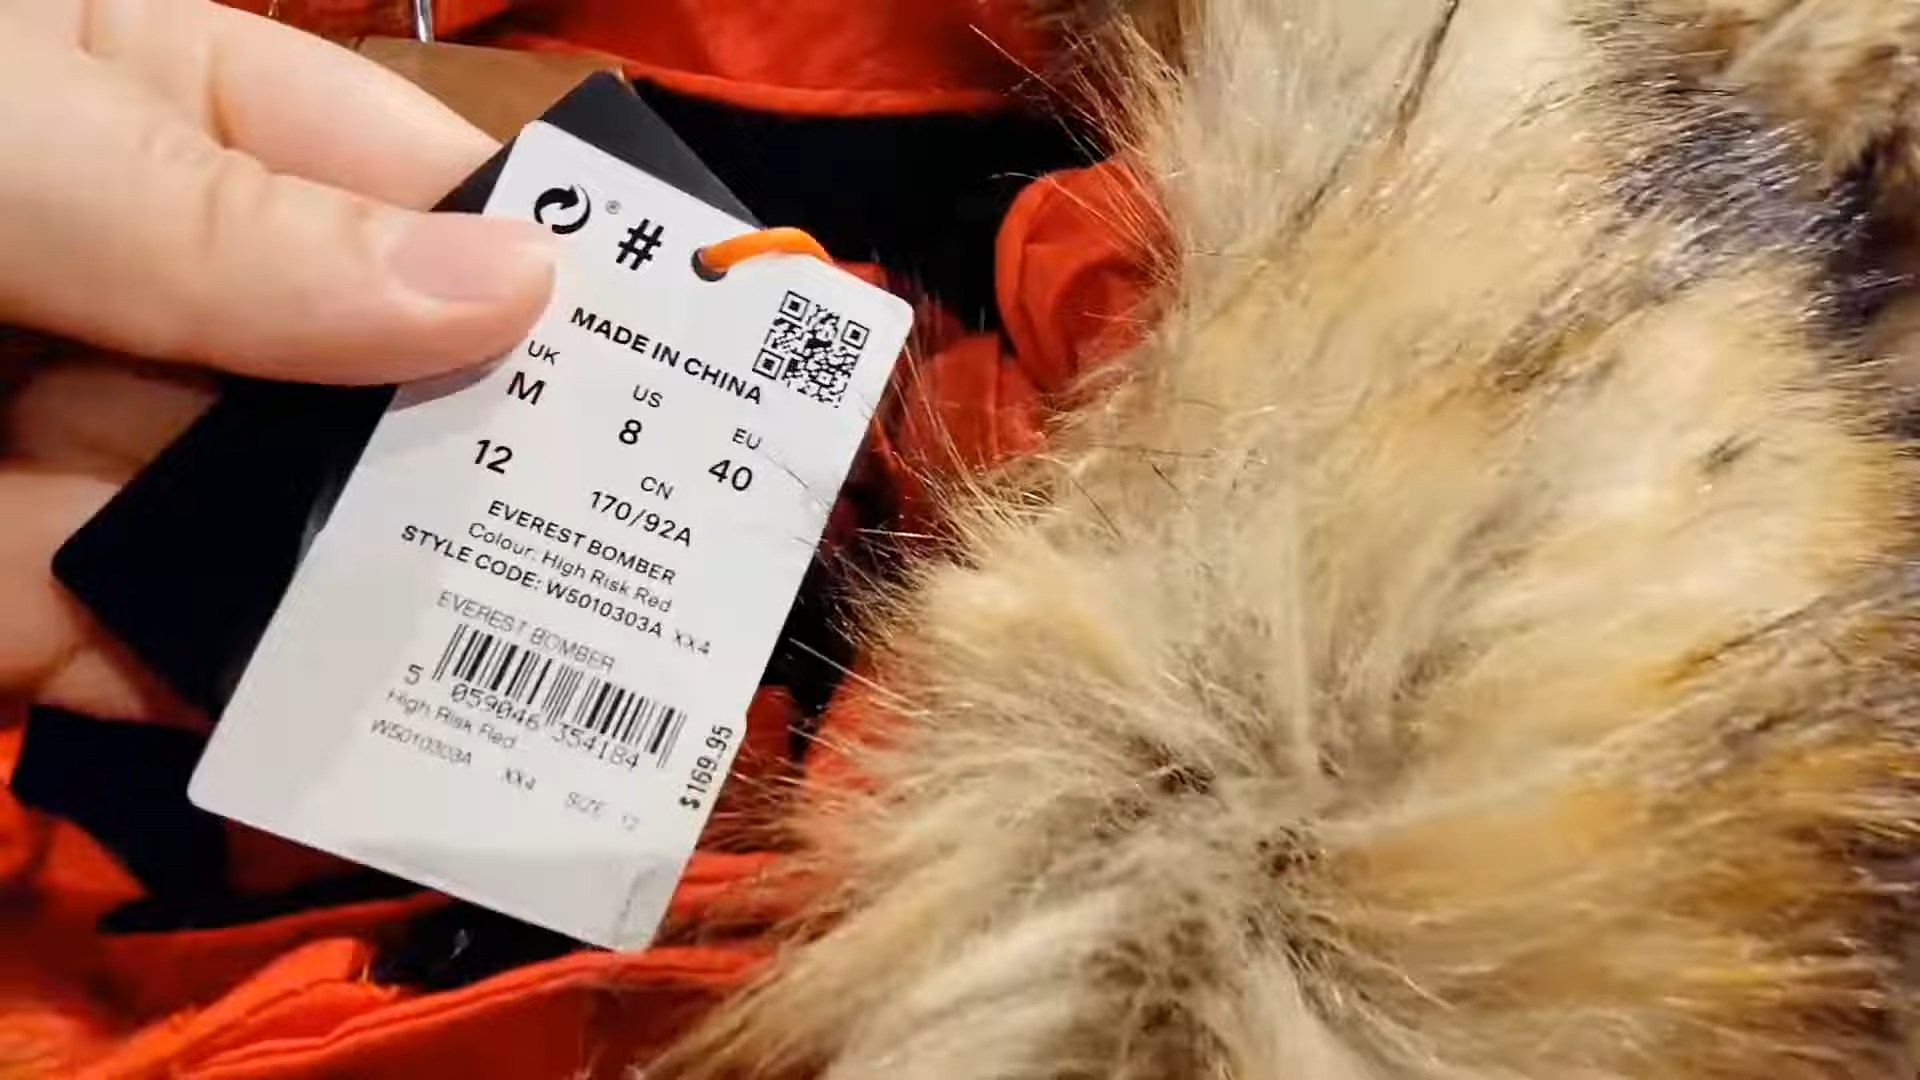 ® #
MADE IN CHINA
UK US EU
M 8 40
12
CN
170/92A
EVEREST BOMBER
Colour: High Risk Red
STYLE CODE: W5010303A XX4
EVEREST BOMBER
5 059046 354184
High Risk Red
W5010303A XX4 SIZE 12
$169.95